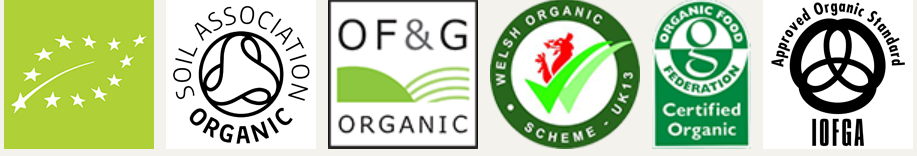 SOIL ASSOCIATION
ORGANIC
OF&G
ORGANIC
WELSH ORGANIC
SCHEME - UK13
ORGANIC FOOD
FEDERATION
Certified
Organic
Approved Organic Standard
IOFGA